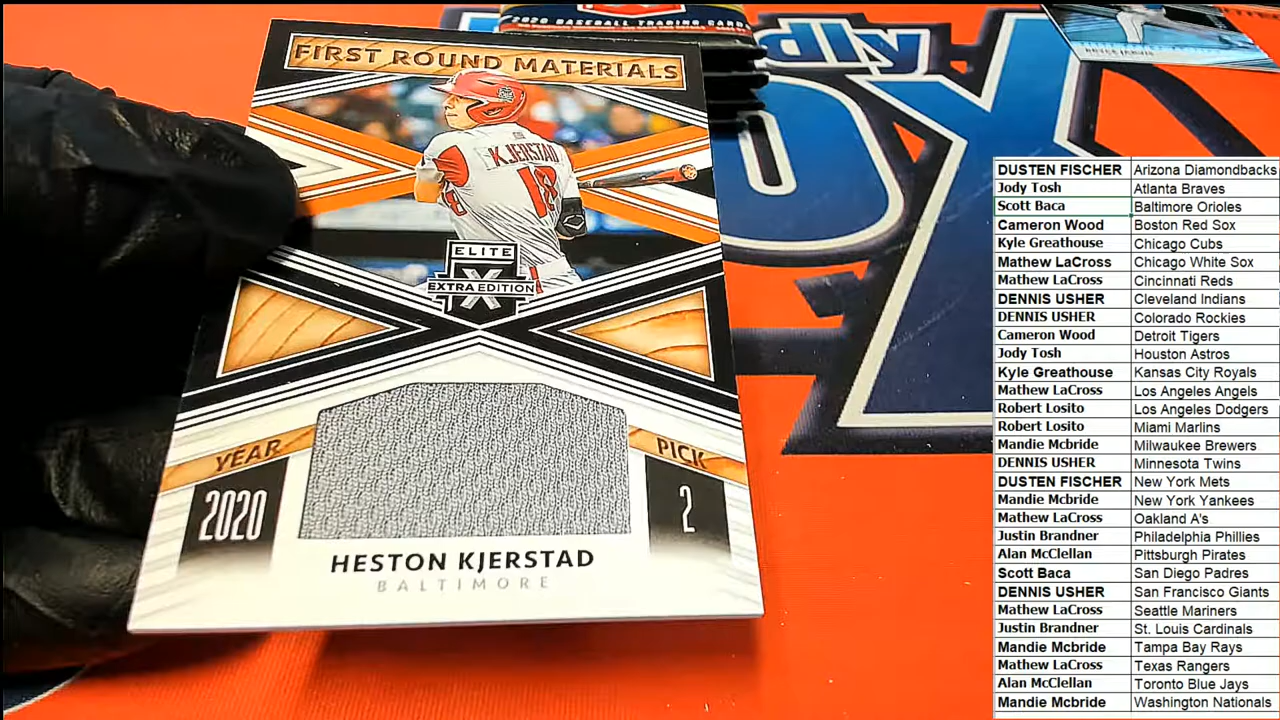 2020 BASEBALL TRADING CARDS
dly
FIRST ROUND MATERIALS
KJERSTAD
18
ELITE
X
EXTRA EDITION
YEAR
2020
PICK
2
HESTON KJERSTAD
BALTIMORE
DUSTEN FISCHER Arizona Diamondbacks
Jody Tosh Atlanta Braves
Scott Baca Baltimore Orioles
Cameron Wood Boston Red Sox
Kyle Greathouse Chicago Cubs
Mathew LaCross Chicago White Sox
Mathew LaCross Cincinnati Reds
DENNIS USHER Cleveland Indians
DENNIS USHER Colorado Rockies
Cameron Wood Detroit Tigers
Jody Tosh Houston Astros
Kyle Greathouse Kansas City Royals
Mathew LaCross Los Angeles Angels
Robert Losito Los Angeles Dodgers
Robert Losito Miami Marlins
Mandie Mcbride Milwaukee Brewers
DENNIS USHER Minnesota Twins
DUSTEN FISCHER New York Mets
Mandie Mcbride New York Yankees
Mathew LaCross Oakland A's
Justin Brandner Philadelphia Phillies
Alan McClellan Pittsburgh Pirates
Scott Baca San Diego Padres
DENNIS USHER San Francisco Giants
Mathew LaCross Seattle Mariners
Justin Brandner St. Louis Cardinals
Mandie Mcbride Tampa Bay Rays
Mathew LaCross Texas Rangers
Alan McClellan Toronto Blue Jays
Mandie Mcbride Washington Nationals